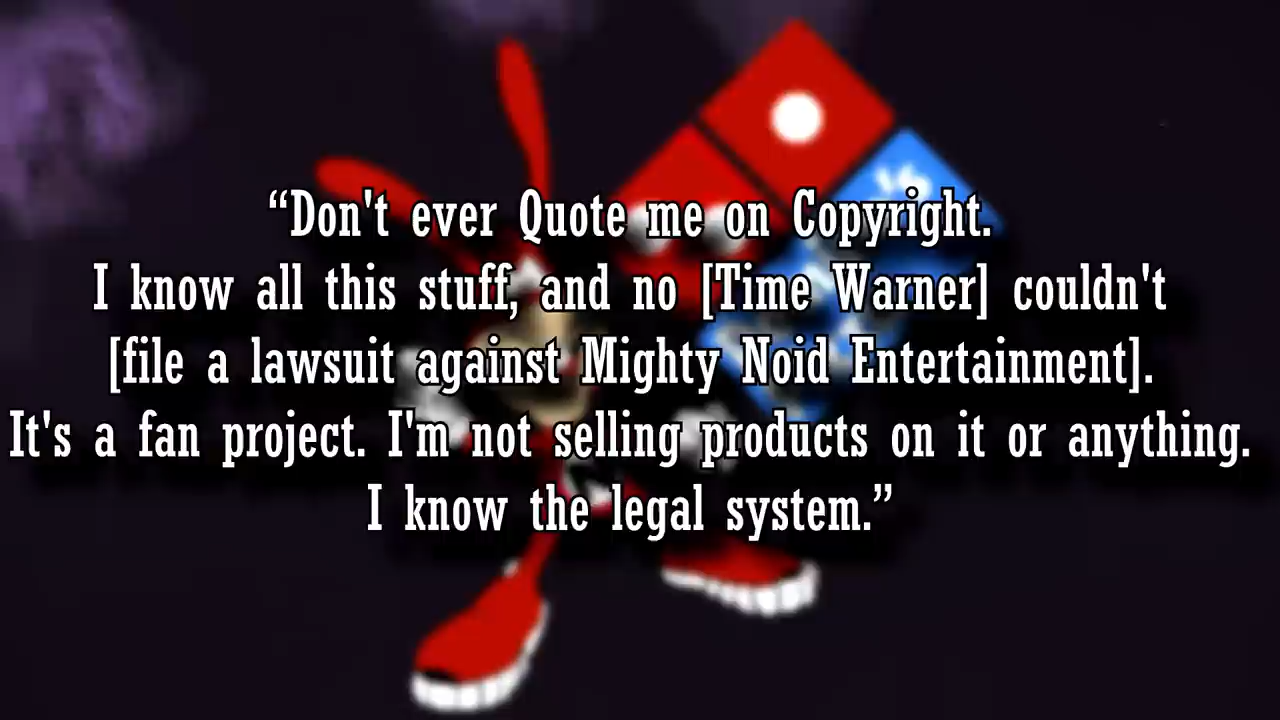 “Don't ever Quote me on Copyright.
I know all this stuff, and no [Time Warner] couldn't
[file a lawsuit against Mighty Noid Entertainment].
It's a fan project. I'm not selling products on it or anything.
I know the legal system.”